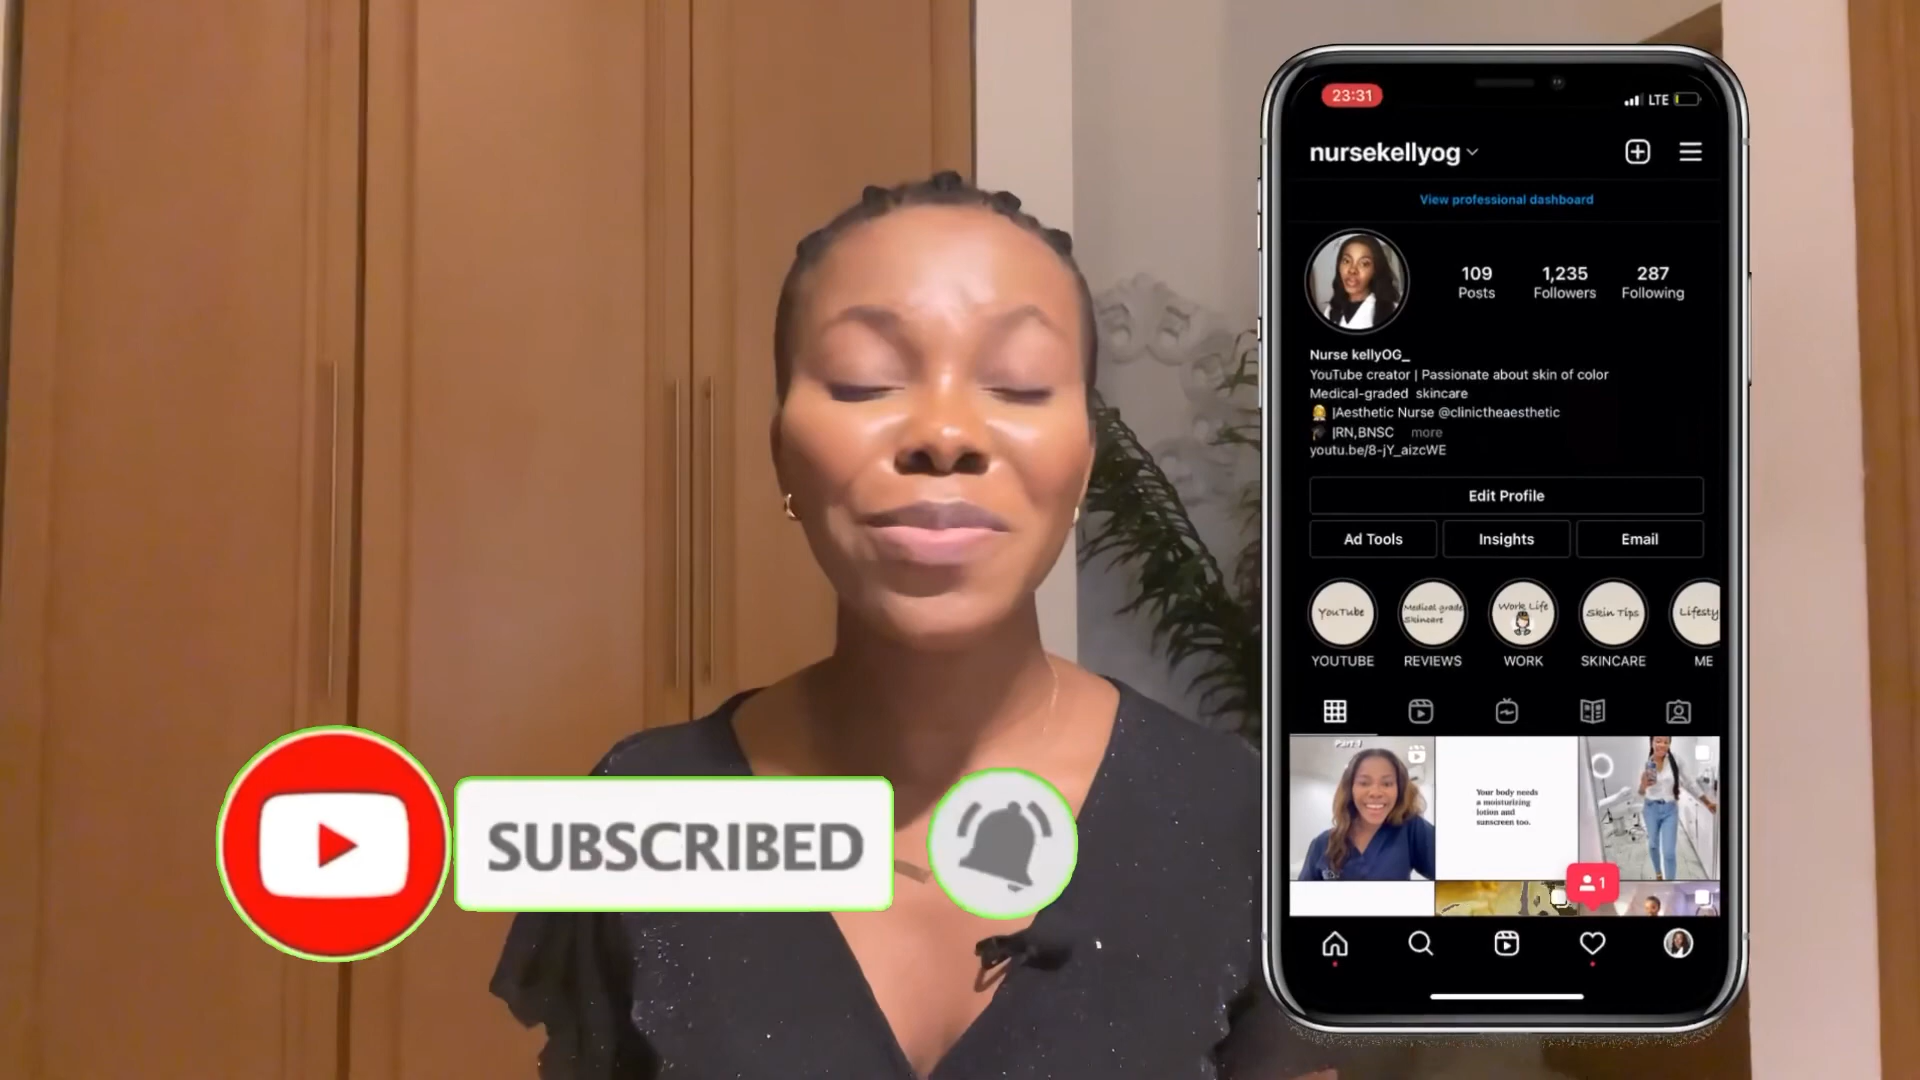 23:31
LTE
nursekellyog
View professional dashboard
109
Posts
1,235
Followers
287
Following
Nurse kellyOG_
YouTube creator | Passionate about skin of color
Medical-graded skincare
|Aesthetic Nurse @clinictheaesthetic
|RN,BNSC more
youtu.be/8-jY_aizcWE
Edit Profile
Ad Tools
Insights
Email
YouTube
Medical grade
Skincare
Work Life
Skin Tips
Lifesty
YOUTUBE
REVIEWS
WORK
SKINCARE
ME
Part 1
Your body needs
a moisturizing
lotion and
sunscreen too.
1
SUBSCRIBED